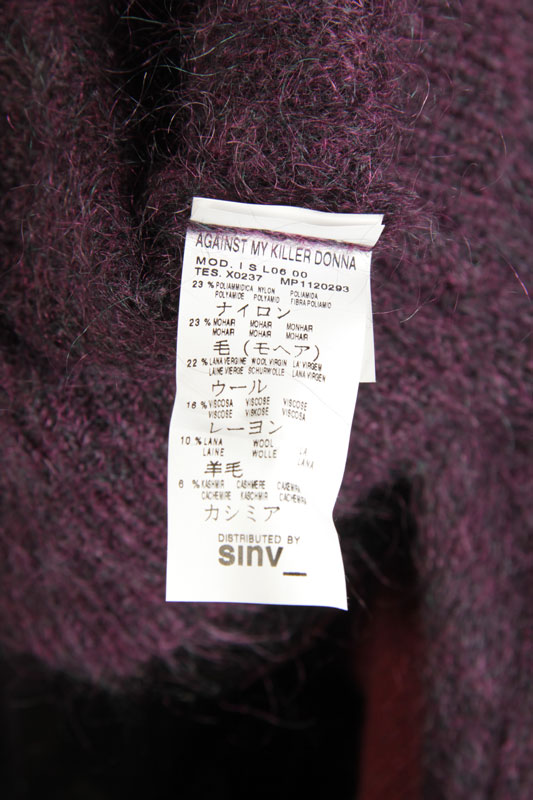 AGAINST MY KILLER DONNA
MOD. I S L06 00
TES. X0237 MP1120293
23 % POLIAMMIDICA NYLON POLIAMIDA
POLYAMIDE POLYAMID FIBRA POLIAMIO
ナイロン
23 % MOHAIR MOHAIR MONHAIR
MOHAIR MOHAIR MOHAIR
毛（モヘア）
22 % LANA VERGINE WOOL VIRGIN LA VIRGEM
LAINE VIERGE SCHURWOLLE LANA VIRGEN
ウール
16 % VISCOSA VISCOSE VISCOSE
VISCOSE VISKOSE VISCOSA
レーヨン
10 % LANA WOOL LA
LAINE WOLLE LANA
羊毛
6 % KASHMIR CASHMERE CAXEMIRA
CACHEMIRE KASCHMIR CACHEMIRA
カシミア
DISTRIBUTED BY
sinv_